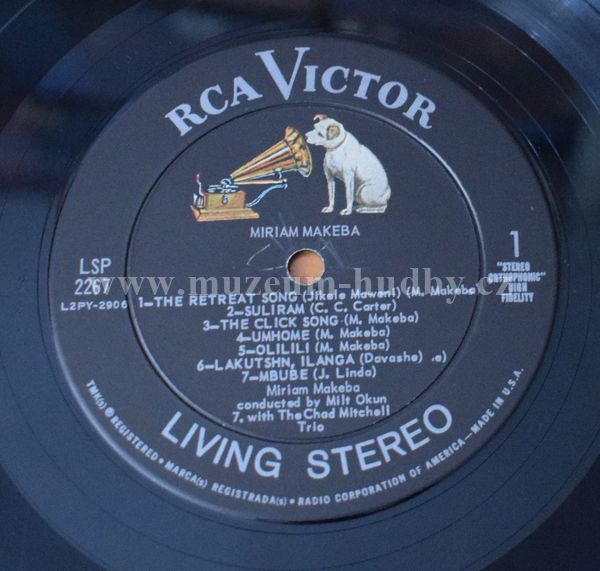 RCA VICTOR
MIRIAM MAKEBA
LSP
2267
L2PY-2906
1
"STEREO
ORTHOPHONIC"
HIGH
FIDELITY
www.muzeum-hudby.cz
1—THE RETREAT SONG (Jikele Maweni) (M. Makeba
2—SULIRAM (C. C. Carter)
3—THE CLICK SONG (M. Makeba)
4—UMHOME (M. Makeba)
5—OLILILI (M. Makeba)
6—LAKUTSHN, ILANGA (Davashe)
7—MBUBE (J. Linda)
Miriam Makeba
conducted by Milt Okun
7. with The Chad Mitchell
Trio
LIVING STEREO
TMK(s) ® REGISTERED • MARCA(s) REGISTRADA(s) • RADIO CORPORATION OF AMERICA—MADE IN U.S.A.